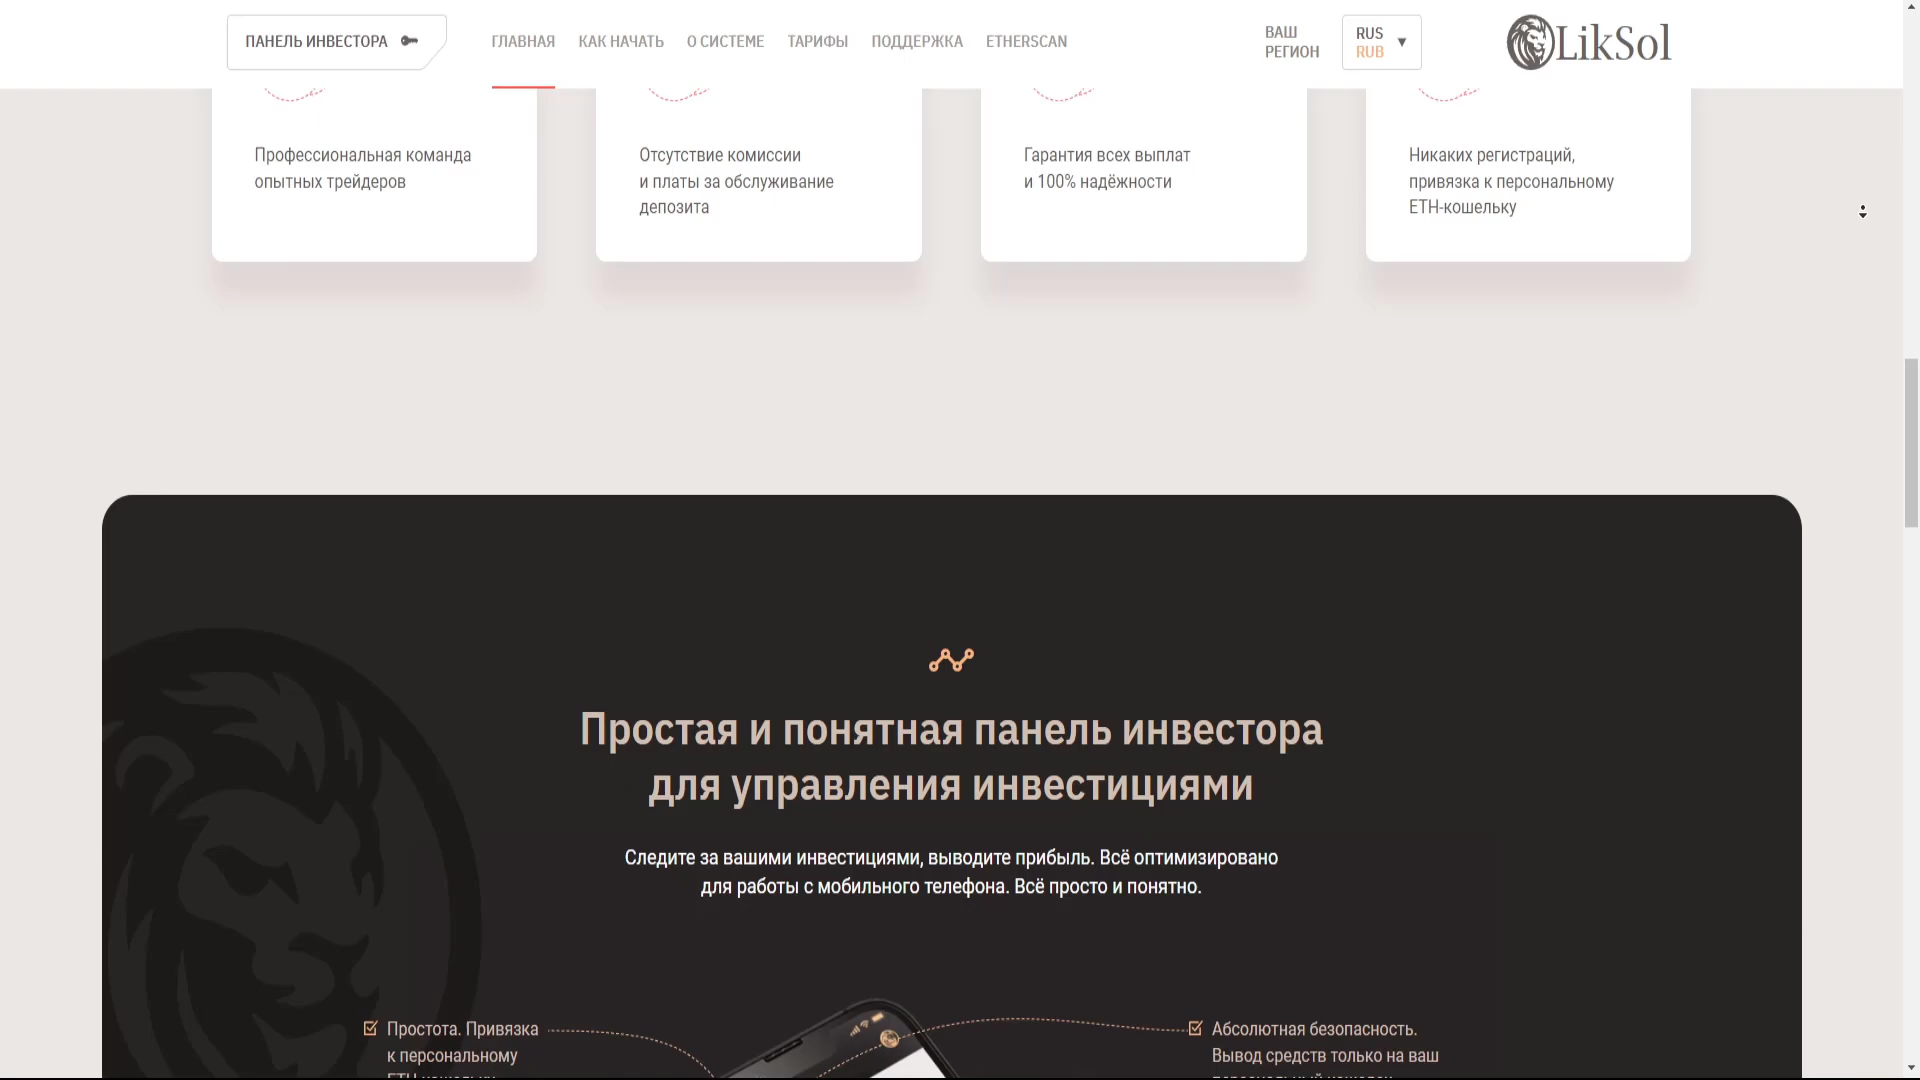 ПАНЕЛЬ ИНВЕСТОРА
ГЛАВНАЯ
КАК НАЧАТЬ
О СИСТЕМЕ
ТАРИФЫ
ПОДДЕРЖКА
ETHERSCAN
ВАШ
РЕГИОН
RUS
RUB
LikSol
Профессиональная команда
опытных трейдеров
Отсутствие комиссии
и платы за обслуживание
депозита
Гарантия всех выплат
и 100% надёжности
Никаких регистраций,
привязка к персональному
ETH-кошельку
Простая и понятная панель инвестора
для управления инвестициями
Следите за вашими инвестициями, выводите прибыль. Всё оптимизировано
для работы с мобильного телефона. Всё просто и понятно.
Простота. Привязка
к персональному
Абсолютная безопасность.
Вывод средств только на ваш